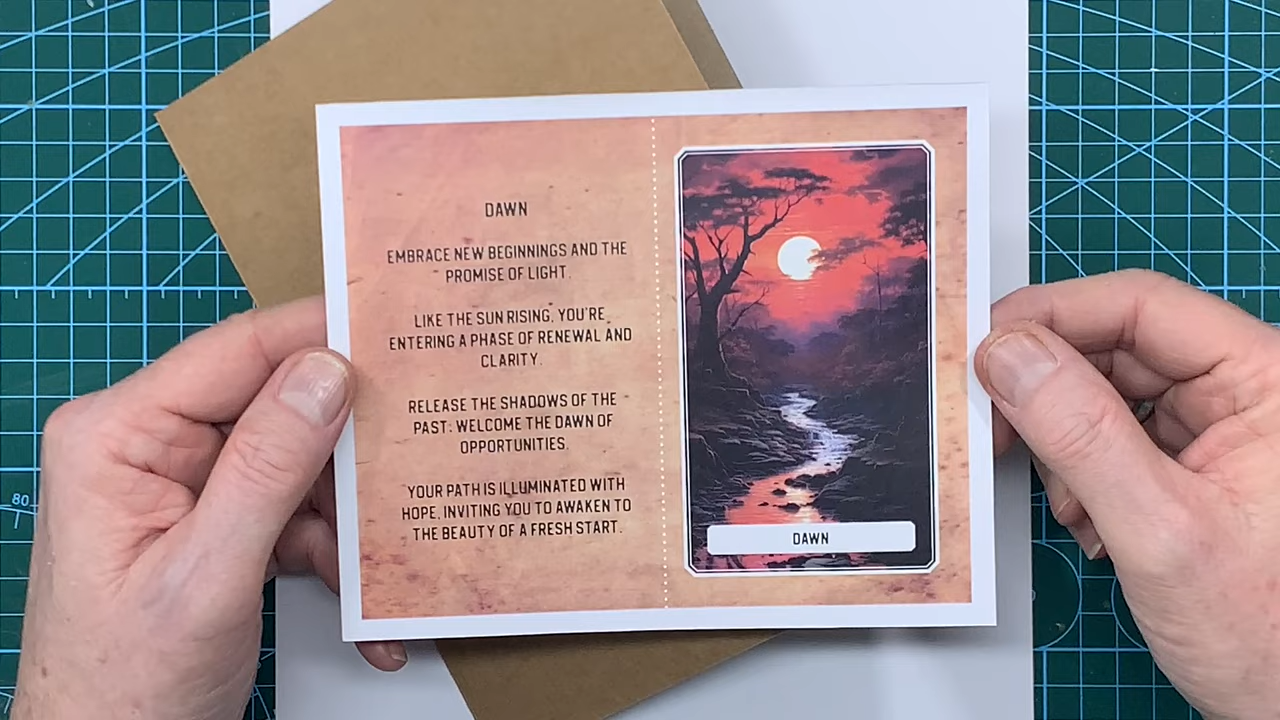 DAWN
EMBRACE NEW BEGINNINGS AND THE
PROMISE OF LIGHT.
LIKE THE SUN RISING, YOU'RE
ENTERING A PHASE OF RENEWAL AND
CLARITY.
RELEASE THE SHADOWS OF THE
PAST; WELCOME THE DAWN OF
OPPORTUNITIES.
YOUR PATH IS ILLUMINATED WITH
HOPE, INVITING YOU TO AWAKEN TO
THE BEAUTY OF A FRESH START.
DAWN
80